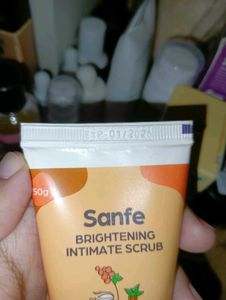 50g
Sanfe
BRIGHTENING
INTIMATE SCRUB